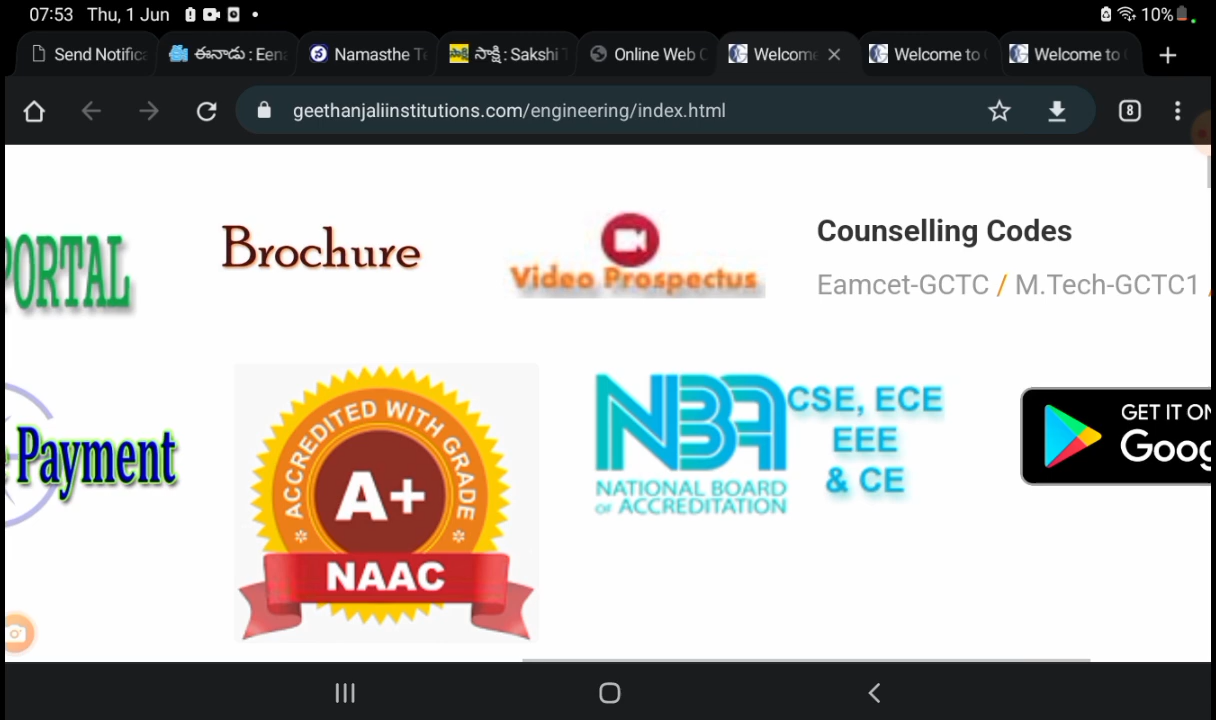 07:53 Thu, 1 Jun
10%
Send Notifica
ఈనాడు : Een
Namasthe Te
సాక్షి : Sakshi T
Online Web C
Welcome
Welcome to
Welcome to
geethanjaliinstitutions.com/engineering/index.html
8
PORTAL
Brochure
Video Prospectus
Counselling Codes
Eamcet-GCTC / M.Tech-GCTC1 /
Payment
ACCREDITED WITH GRADE
A+
NAAC
NBA
NATIONAL BOARD
OF ACCREDITATION
CSE, ECE
EEE
& CE
GET IT ON
Goog